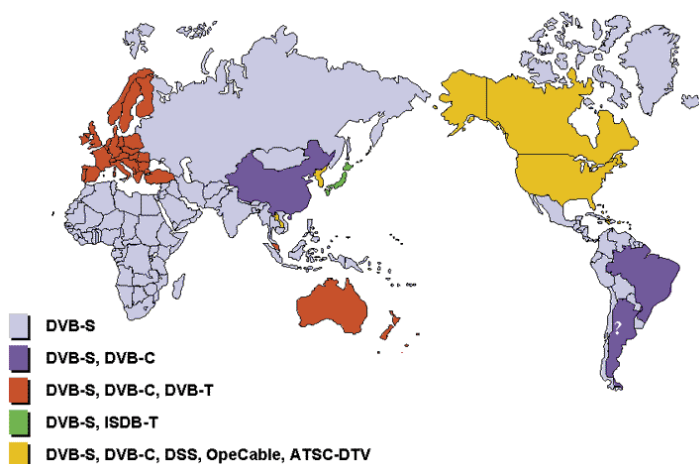 ?
DVB-S
DVB-S, DVB-C
DVB-S, DVB-C, DVB-T
DVB-S, ISDB-T
DVB-S, DVB-C, DSS, OpeCable, ATSC-DTV